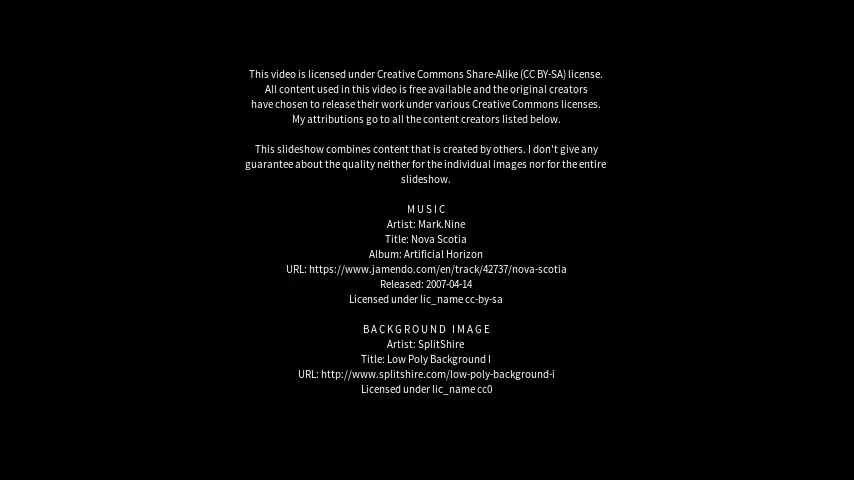 This video is licensed under Creative Commons Share-Alike (CC BY-SA) license.
All content used in this video is free available and the original creators
have chosen to release their work under various Creative Commons licenses.
My attributions go to all the content creators listed below.
This slideshow combines content that is created by others. I don't give any
guarantee about the quality neither for the individual images nor for the entire
slideshow.
MUSIC
Artist: Mark.Nine
Title: Nova Scotia
Album: Artificial Horizon
URL: https://www.jamendo.com/en/track/42737/nova-scotia
Released: 2007-04-14
Licensed under lic_name cc-by-sa
BACKGROUND IMAGE
Artist: SplitShire
Title: Low Poly Background I
URL: http://www.splitshire.com/low-poly-background-i
Licensed under lic_name cc0